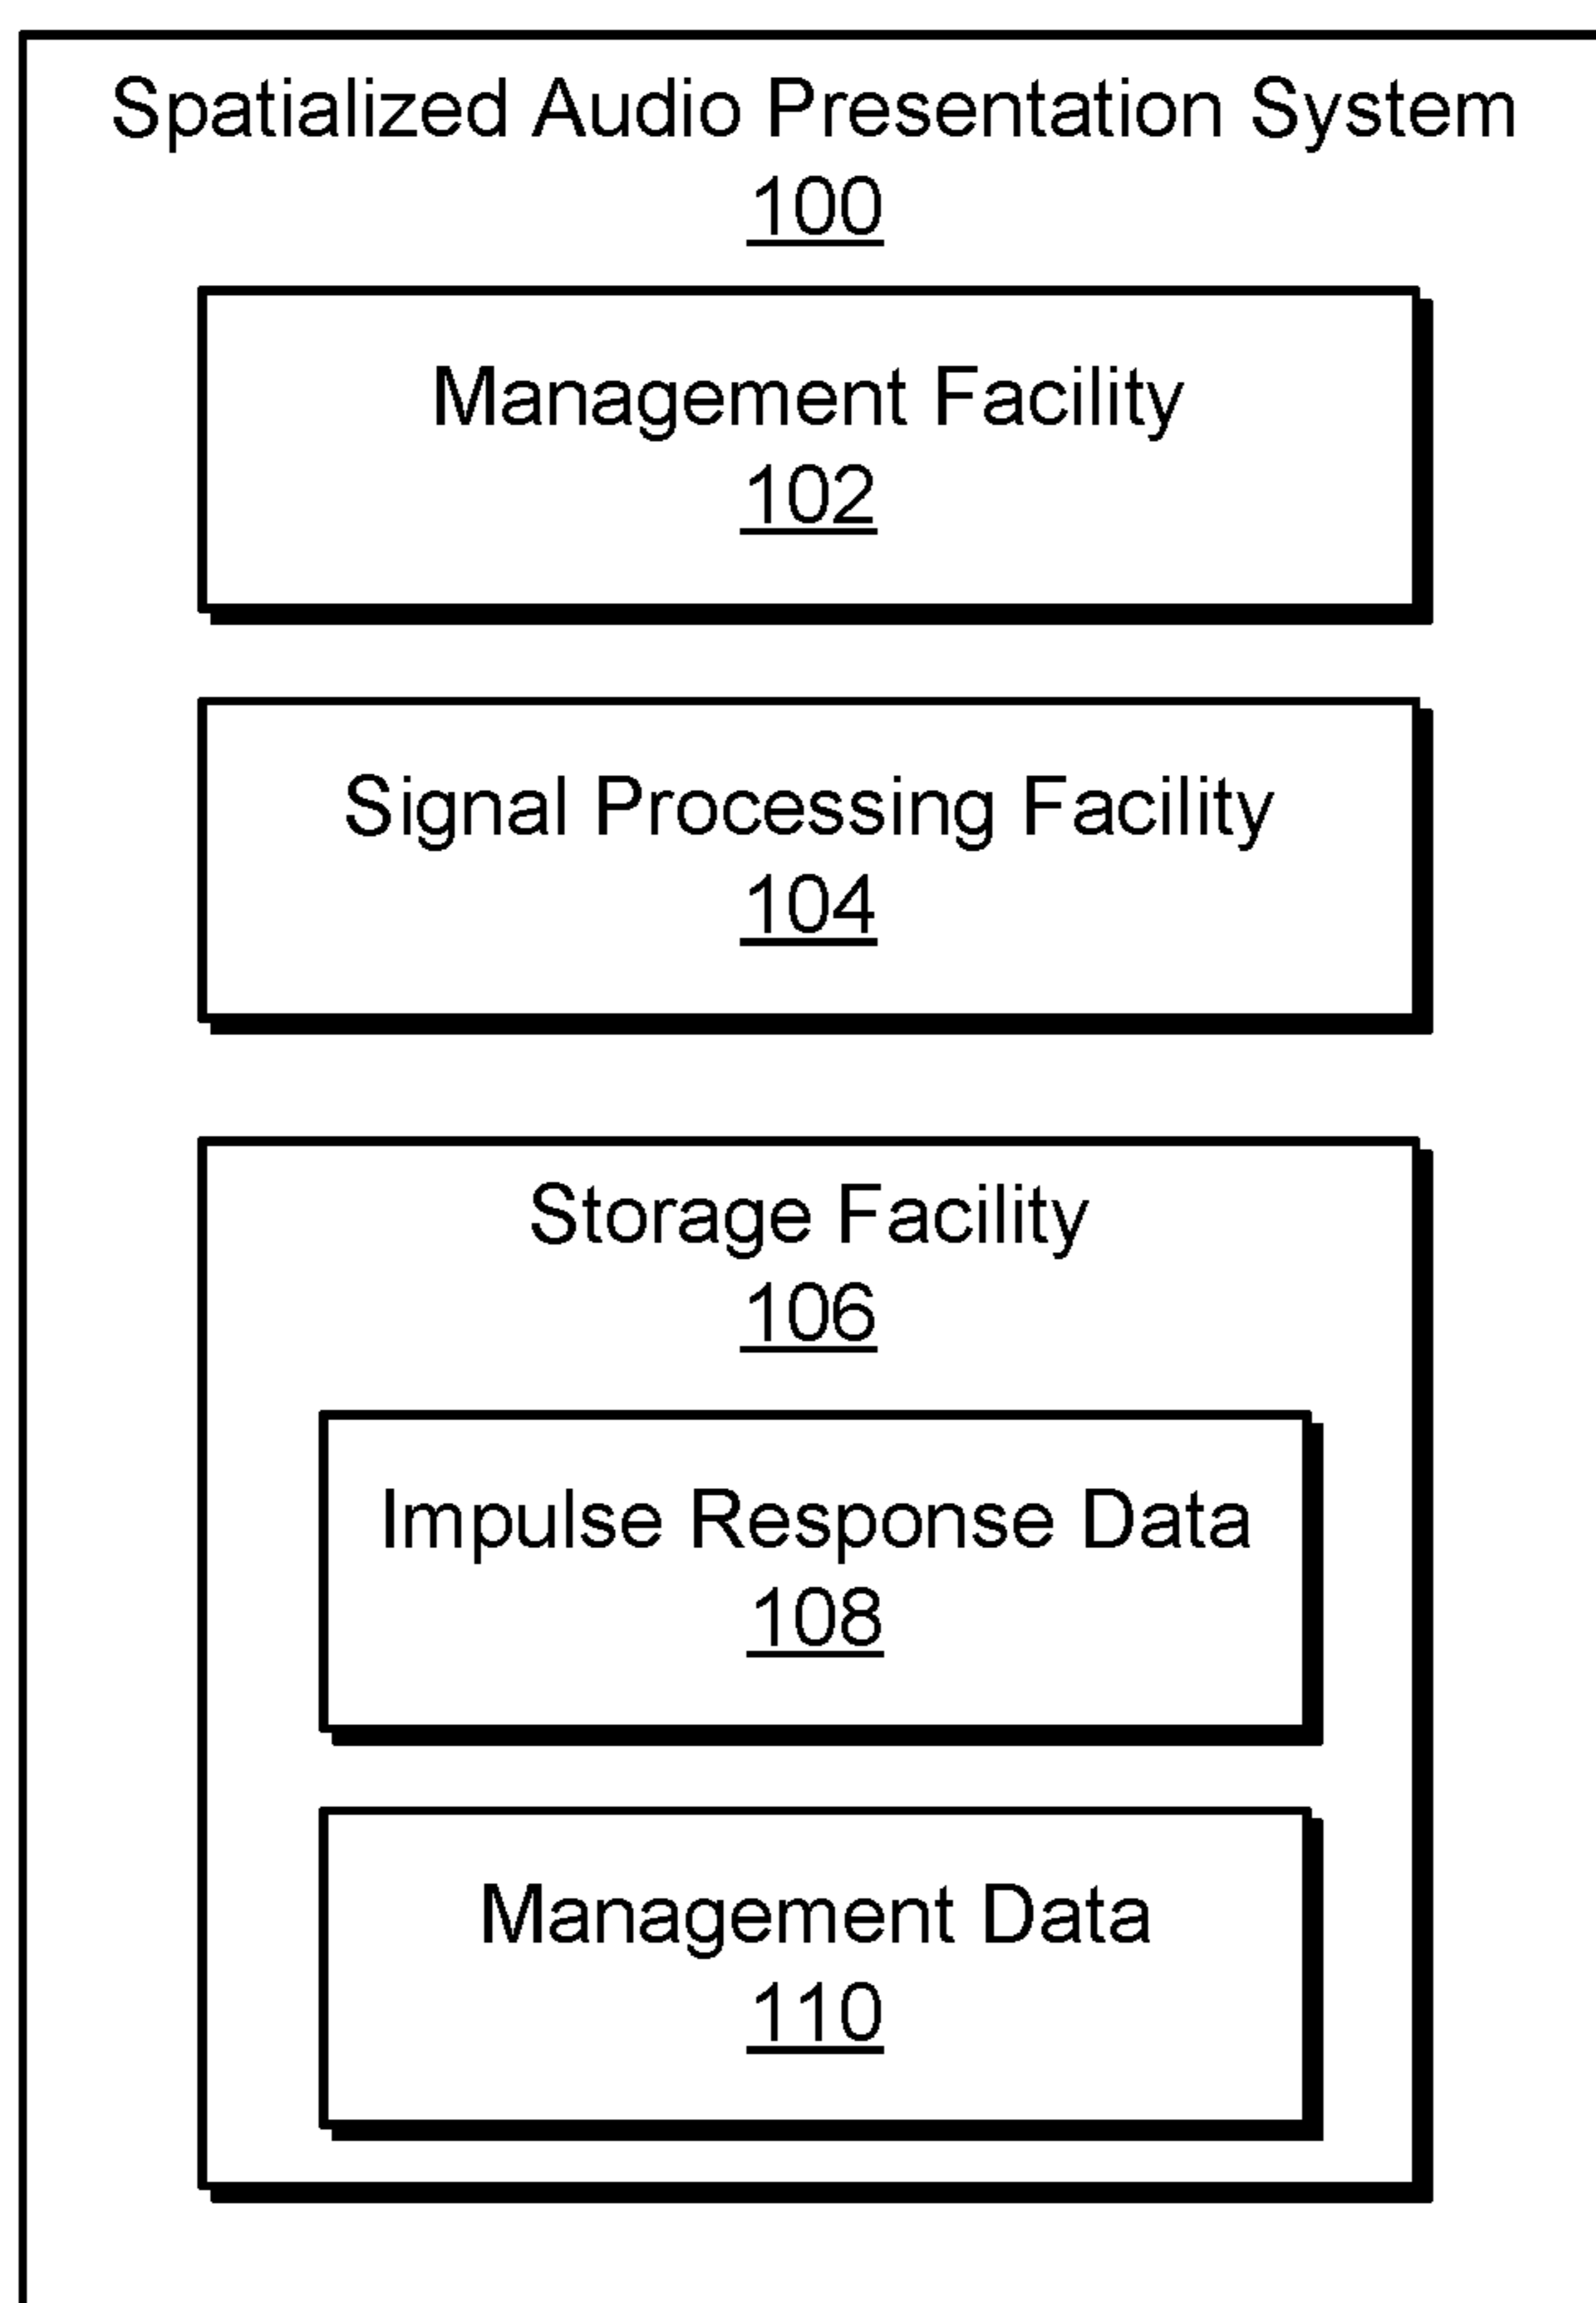 Spatialized Audio Presentation System
100
Management Facility
102
Signal Processing Facility
104
Storage Facility
106
Impulse Response Data
108
Management Data
110